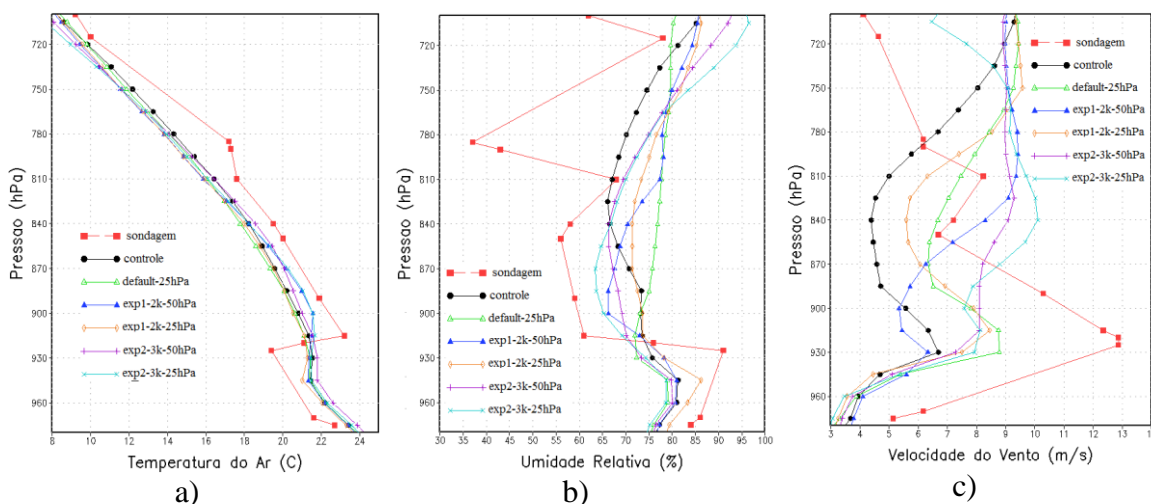 720
750
780
810
840
870
900
930
960
Pressao (hPa)
8 10 12 14 16 18 20 22 24
Temperatura do Ar (C)
sondagem
controle
default-25hPa
exp1-2k-50hPa
exp1-2k-25hPa
exp2-3k-50hPa
exp2-3k-25hPa
a)
720
750
780
810
840
870
900
930
960
Pressao (hPa)
30 35 40 45 50 55 60 65 70 75 80 85 90 95 100
Umidade Relativa (%)
sondagem
controle
default-25hPa
exp1-2k-50hPa
exp1-2k-25hPa
exp2-3k-50hPa
exp2-3k-25hPa
b)
720
750
780
810
840
870
900
930
960
Pressao (hPa)
3 4 5 6 7 8 9 10 11 12 13 14
Velocidade do Vento (m/s)
sondagem
controle
default-25hPa
exp1-2k-50hPa
exp1-2k-25hPa
exp2-3k-50hPa
exp2-3k-25hPa
c)